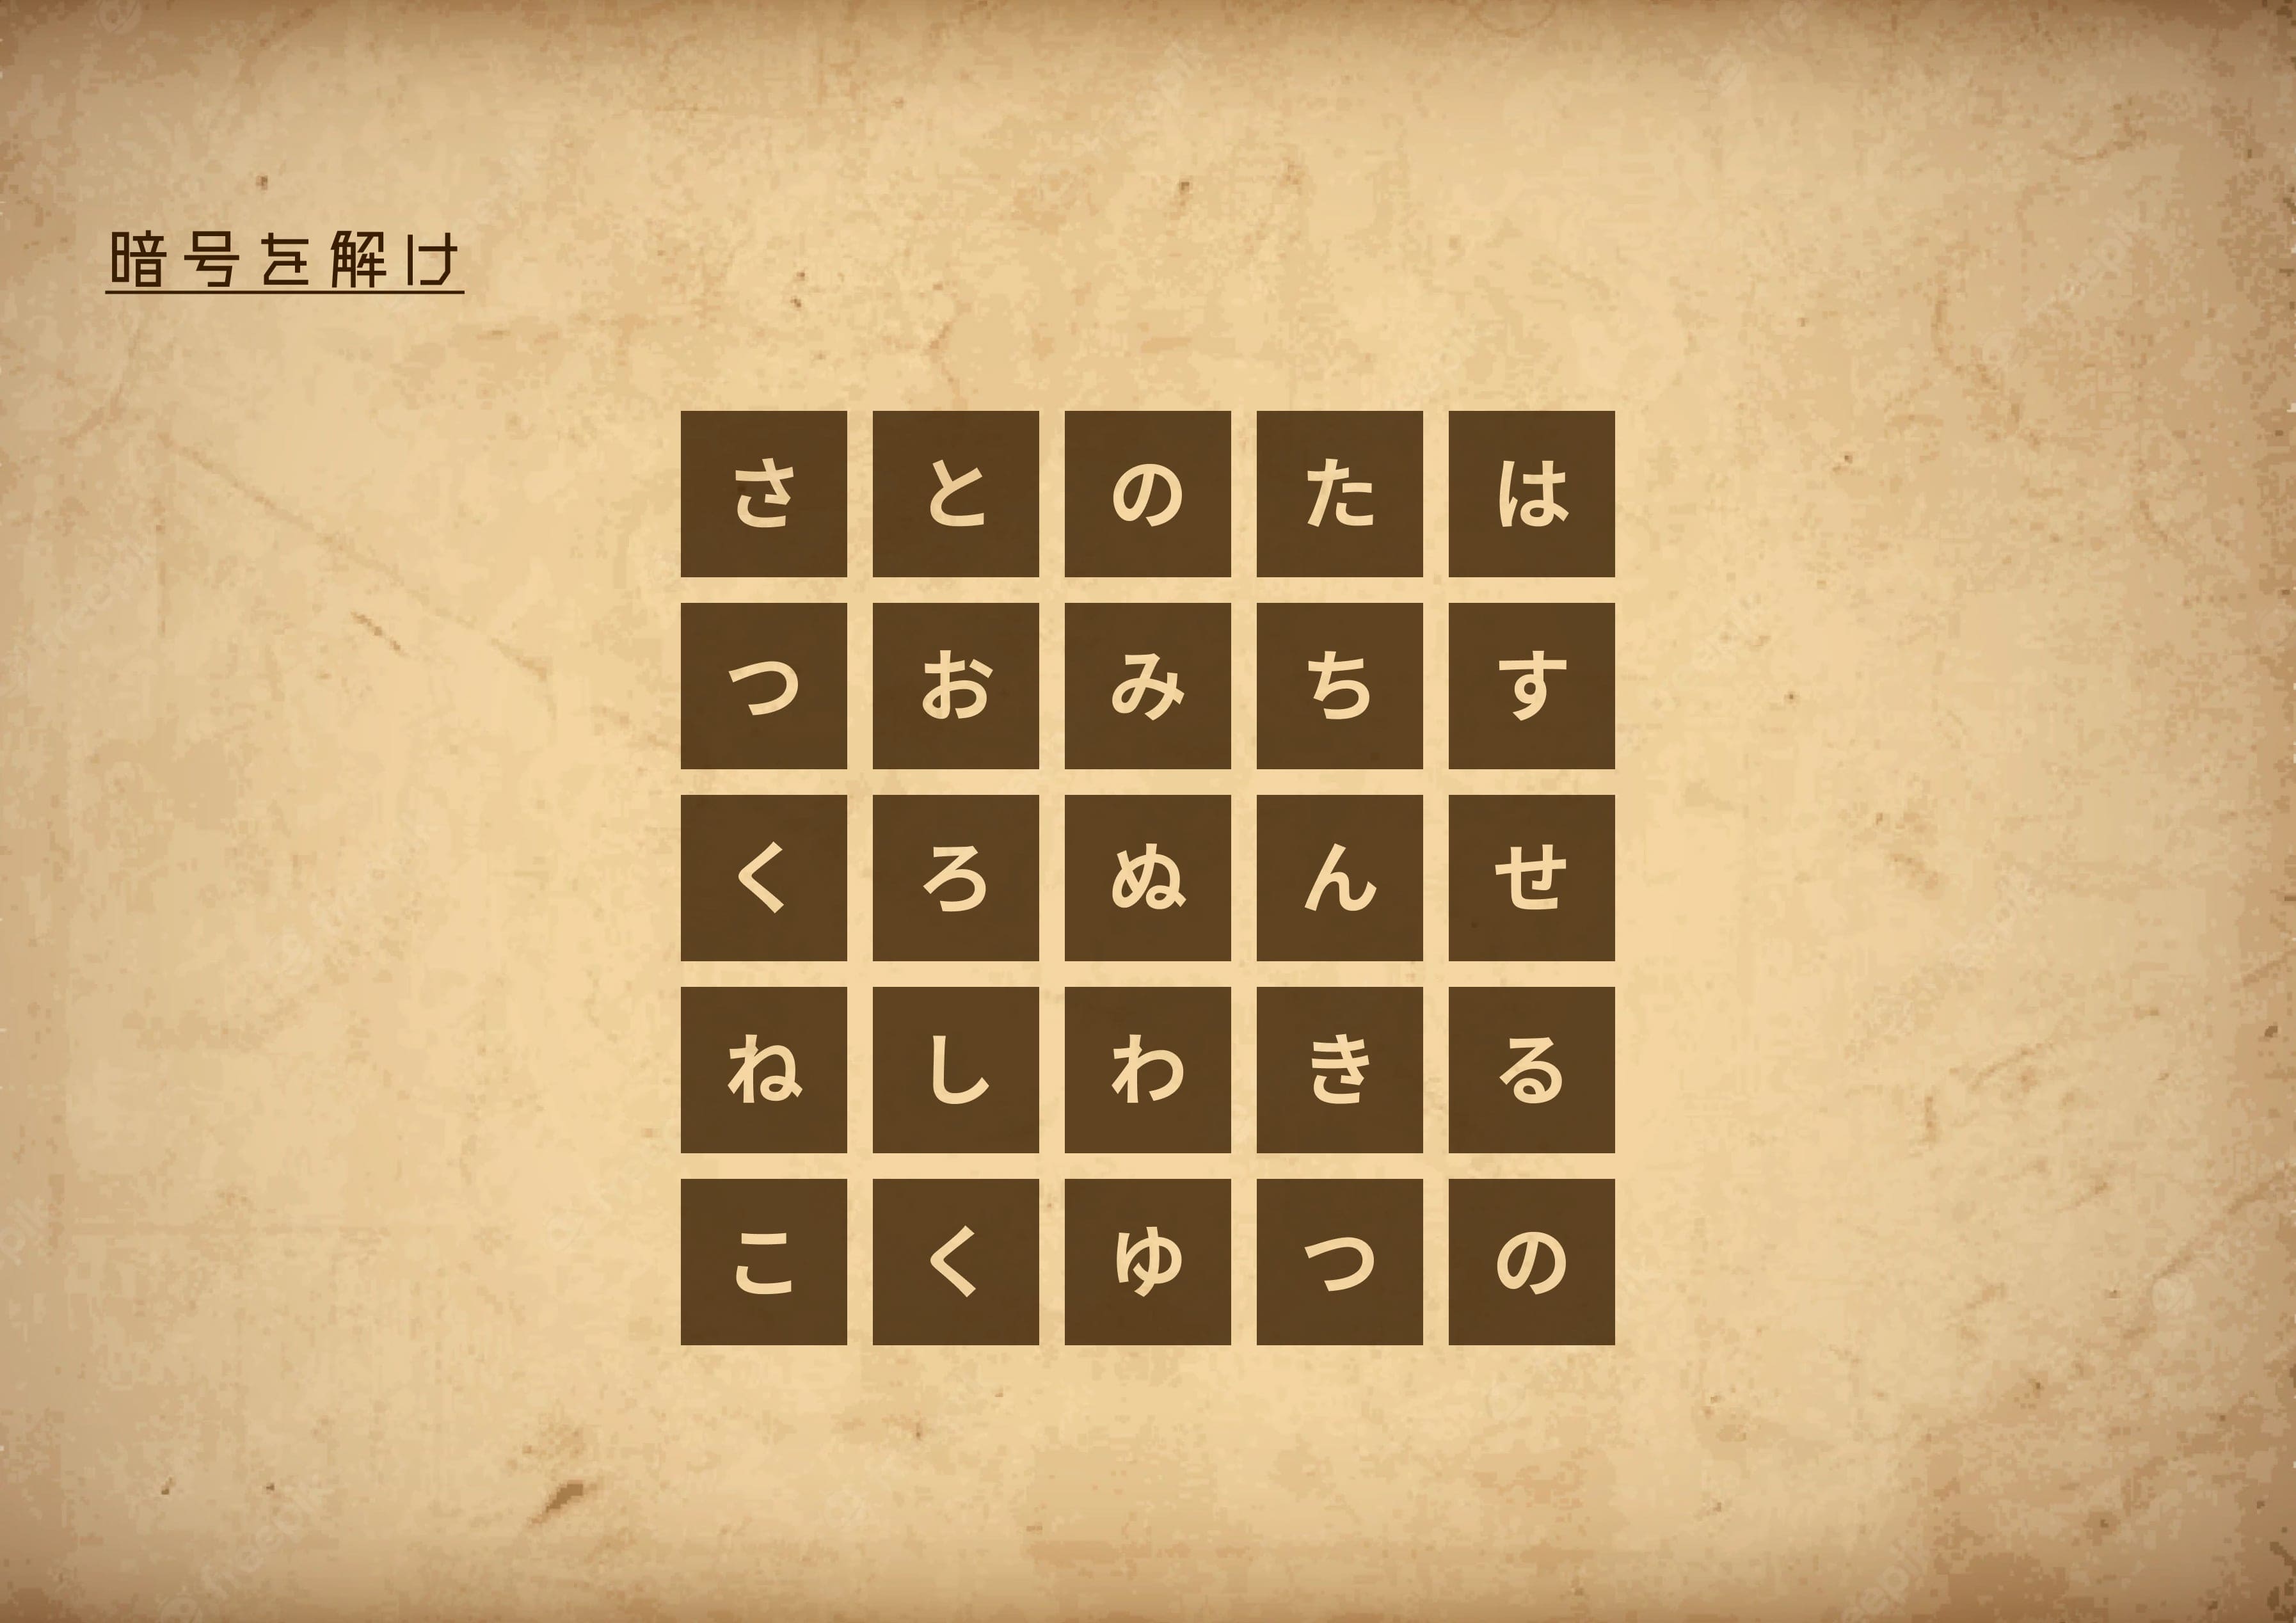 暗号を解け
さとのたは
つおみちす
くろぬんせ
ねしわきる
こくゆつの